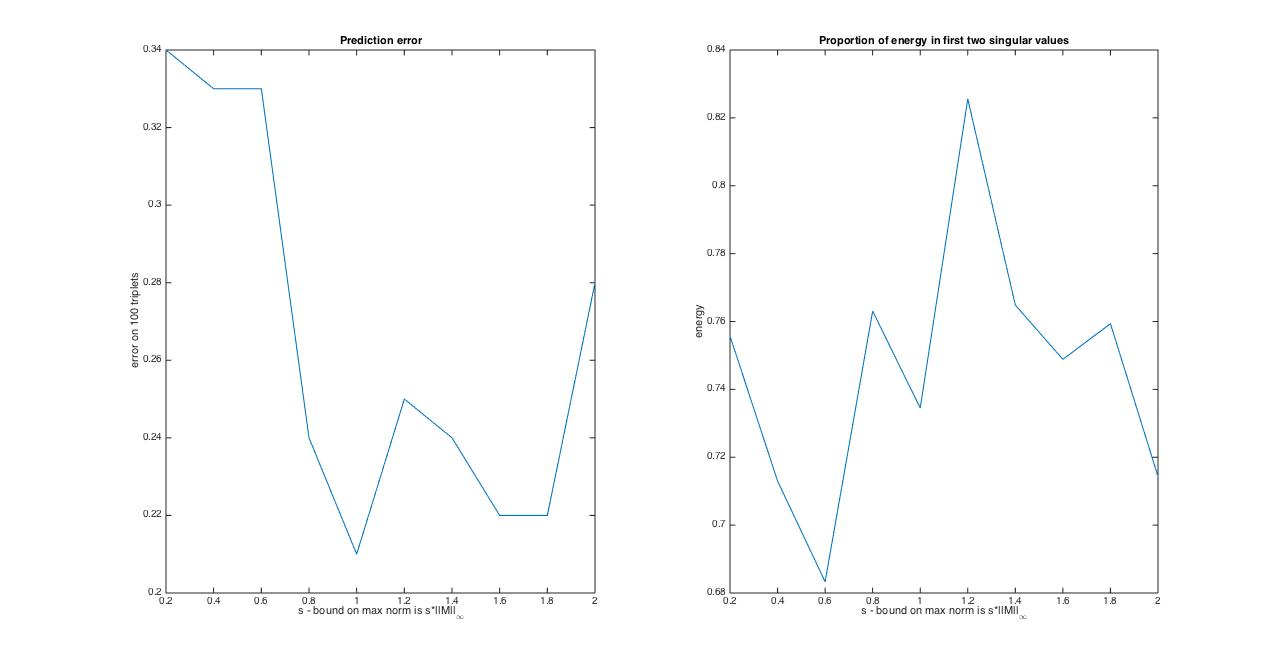 Prediction error
0.34
0.32
0.3
0.28
0.26
0.24
0.22
0.2
error on 100 triplets
0.2 0.4 0.6 0.8 1 1.2 1.4 1.6 1.8 2
s - bound on max norm is s*||M||∞
Proportion of energy in first two singular values
0.84
0.82
0.8
0.78
0.76
0.74
0.72
0.7
0.68
energy
0.2 0.4 0.6 0.8 1 1.2 1.4 1.6 1.8 2
s - bound on max norm is s*||M||∞